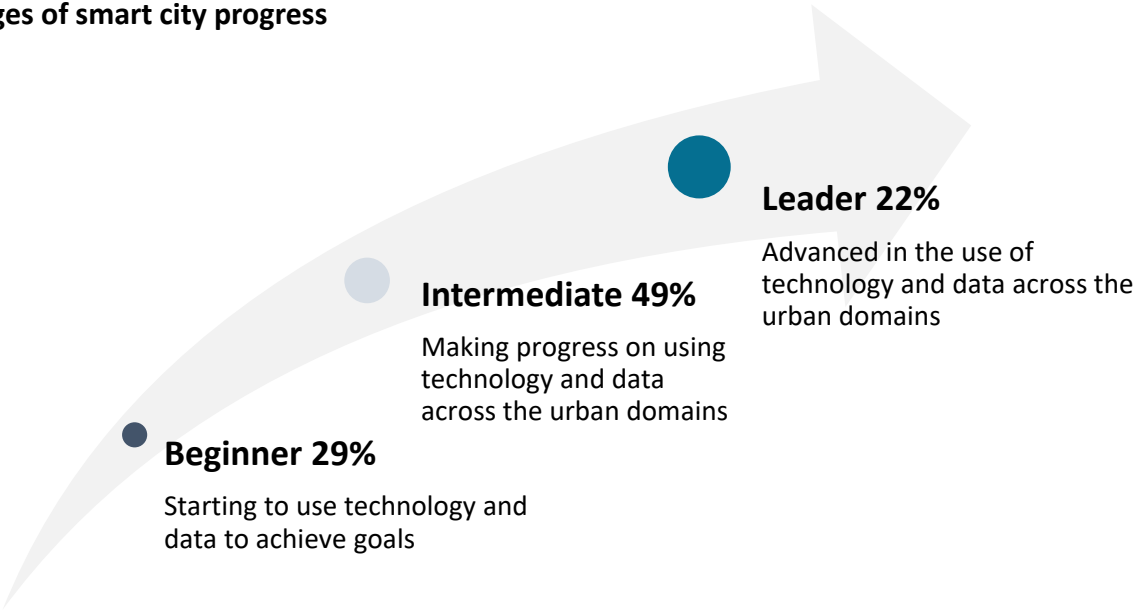 of smart city progress
Beginner 29%
Starting to use technology and
data to achieve goals
Intermediate 49%
Making progress on using
technology and data
across the urban domains
Leader 22%
Advanced in the use of
technology and data across the
urban domains